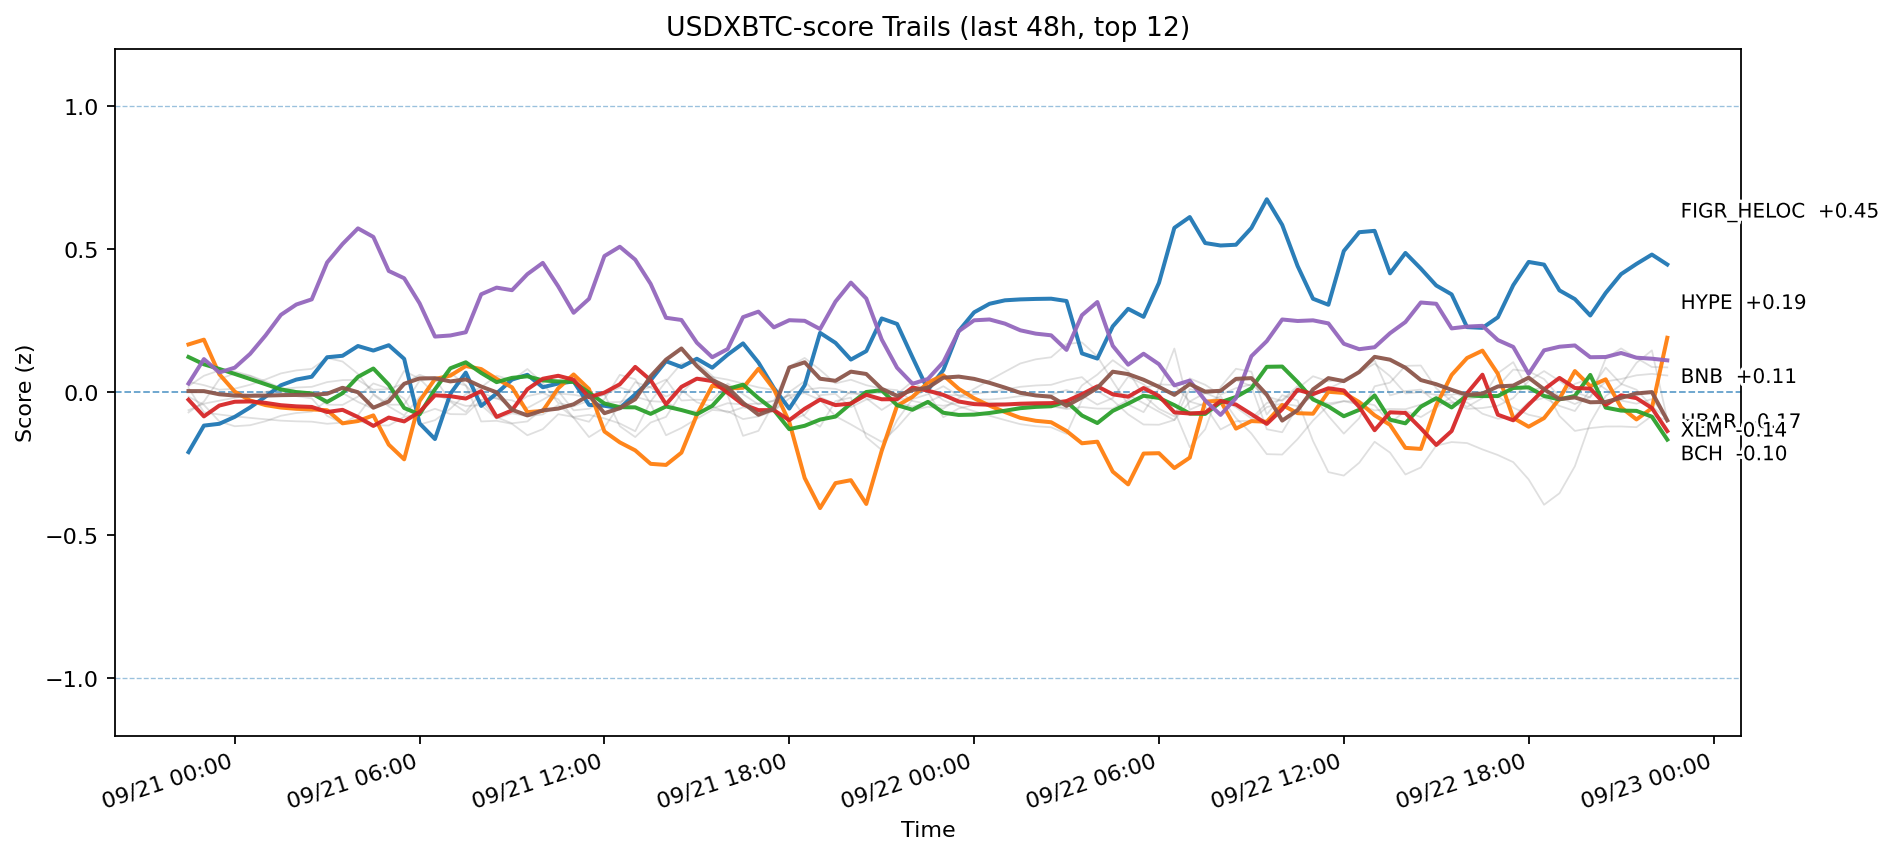 USDXBTC-score Trails (last 48h, top 12)
Score (z)
1.0
0.5
0.0
−0.5
−1.0
FIGR_HELOC +0.45
HYPE +0.19
BNB +0.11
XLM -0.14
BCH -0.10
09/21 00:00
09/21 06:00
09/21 12:00
09/21 18:00
09/22 00:00
09/22 06:00
09/22 12:00
09/22 18:00
09/23 00:00
Time